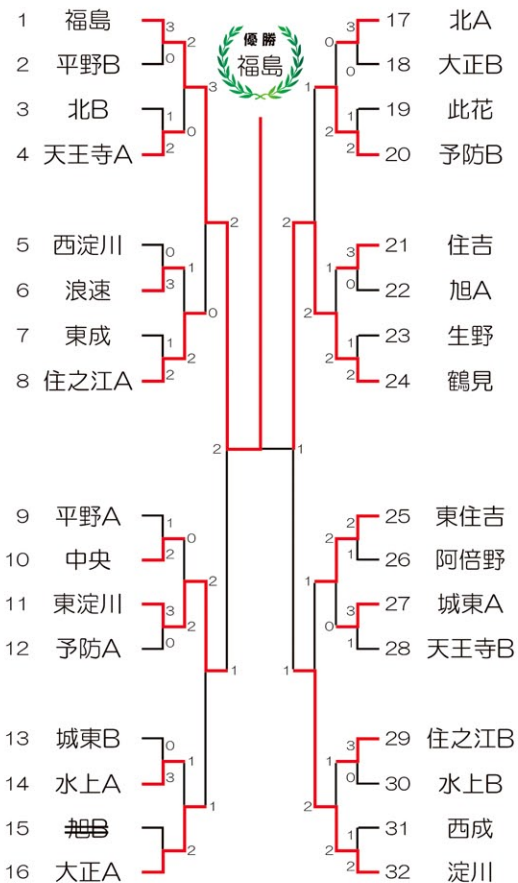 優勝
福島
1 福島
3
2
2 平野B
0
3
3 北B
1
0
4 天王寺A
2
2
5 西淀川
0
1
6 浪速
3
0
7 東成
1
2
8 住之江A
2
2
9 平野A
1
0
10 中央
2
2
11 東淀川
3
2
12 予防A
0
1
13 城東B
0
1
14 水上A
3
1
15 旭B
2
16 大正A
17 北A
3
0
18 大正B
0
1
19 此花
1
2
20 予防B
2
2
21 住吉
3
1
22 旭A
0
2
23 生野
1
2
24 鶴見
2
1
25 東住吉
2
2
26 阿倍野
1
1
27 城東A
3
0
28 天王寺B
1
1
29 住之江B
3
1
30 水上B
0
2
31 西成
1
2
32 淀川
2